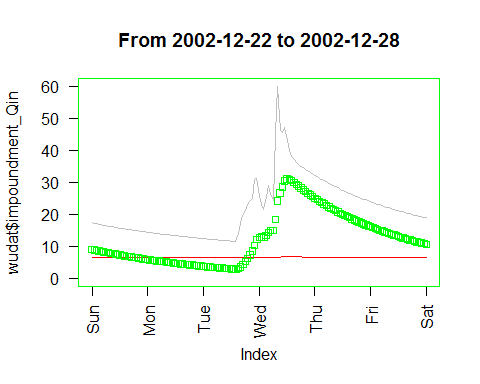 From 2002-12-22 to 2002-12-28
wudat$impoundment_Qin
60
50
40
30
20
10
0
Sun
Mon
Tue
Wed
Thu
Fri
Sat
Index